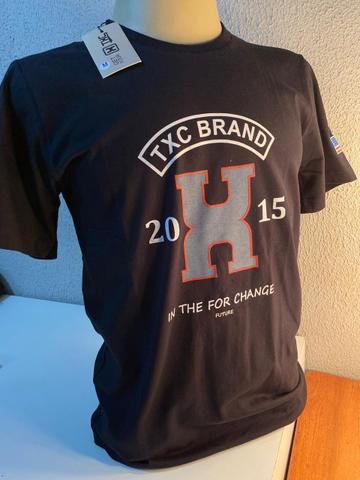 TXC BRAND
X
20 15
IN THE FOR CHANGE
FUTURE